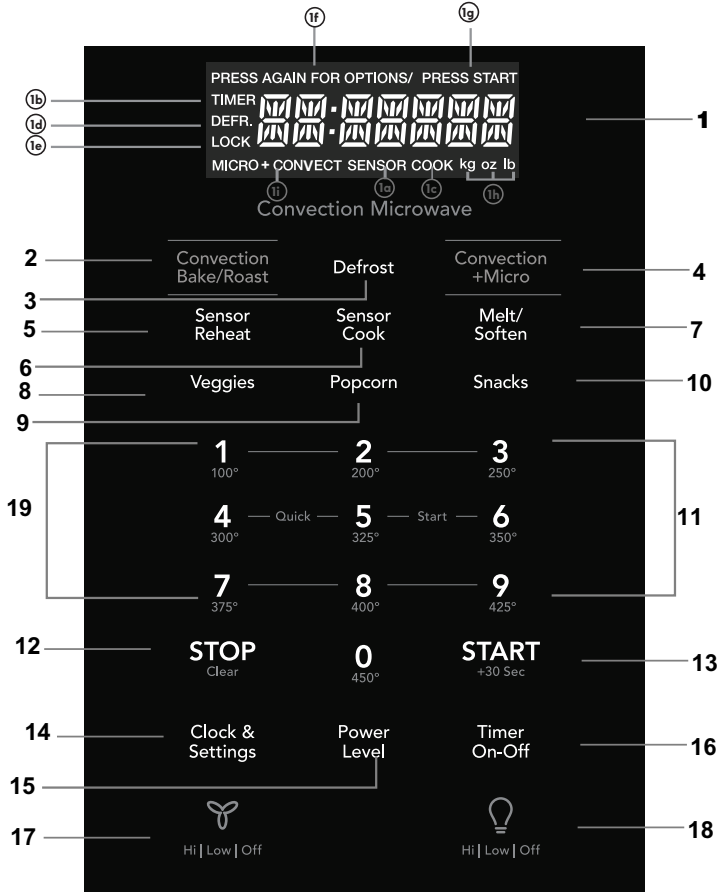 1f 1g
PRESS AGAIN FOR OPTIONS/ PRESS START
1b TIMER 88:88888 1
1d DEFR.
1e LOCK
MICRO+CONVECT SENSOR COOK kg oz lb
1i 1a 1c 1h
Convection Microwave
2 Convection Bake/Roast
Defrost
Convection +Micro 4
3
5 Sensor Reheat
Sensor Cook
Melt/ Soften 7
6
8 Veggies Popcorn Snacks 10
9
1 2 3
100° 200° 250°
19 11
4 Quick 5 Start 6
300° 325° 350°
7 8 9
375° 400° 425°
12 STOP 0 START 13
Clear 450° +30 Sec
14 Clock & Settings
Power Level
Timer On-Off 16
15
17 18
Hi | Low | Off Hi | Low | Off